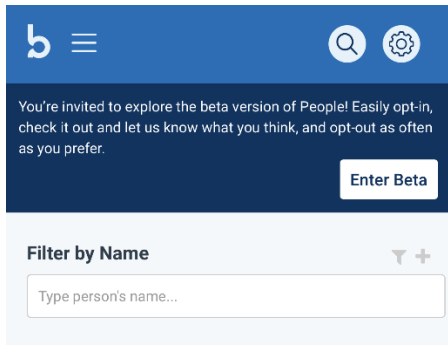 b
You're invited to explore the beta version of People! Easily opt-in,
check it out and let us know what you think, and opt-out as often
as you prefer.
Enter Beta
Filter by Name
Type person's name...